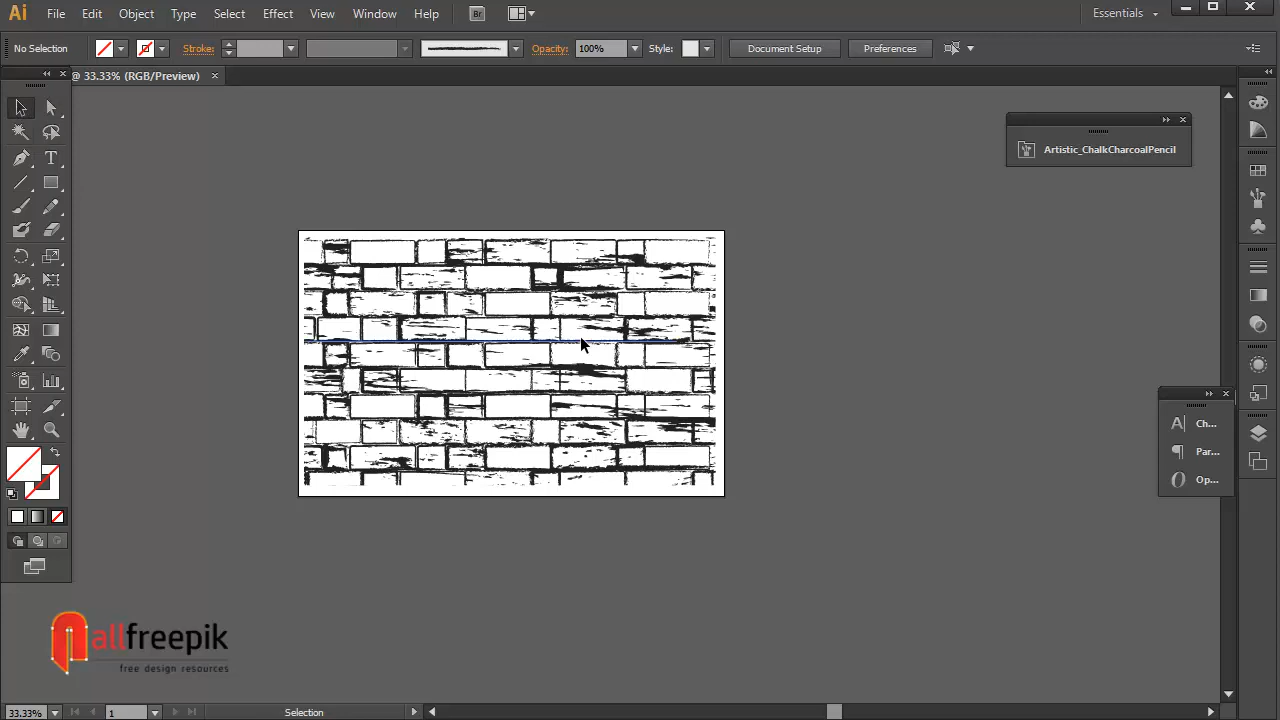 Ai File Edit Object Type Select Effect View Window Help Br Essentials
No Selection Stroke: Opacity: 100% Style: Document Setup Preferences
@ 33.33% (RGB/Preview)
Artistic_ChalkCharcoalPencil
Ch...
Par...
Op...
allfreepik
free design resources
33.33% 1 Selection